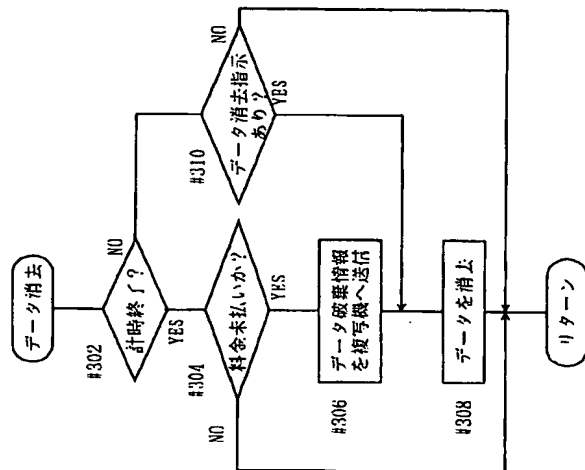 データ消去
#302
計時終了?
NO
YES
#304
料金未払いか?
NO
YES
#310
データ消去指示
あり?
NO
YES
#306
データ破棄情報
を複写機へ送信
#308
データを消去
リターン